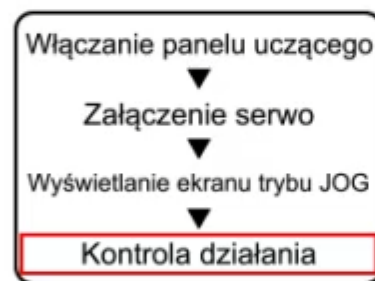 Włączanie panelu uczącego
Załączenie serwo
Wyświetlanie ekranu trybu JOG
Kontrola działania